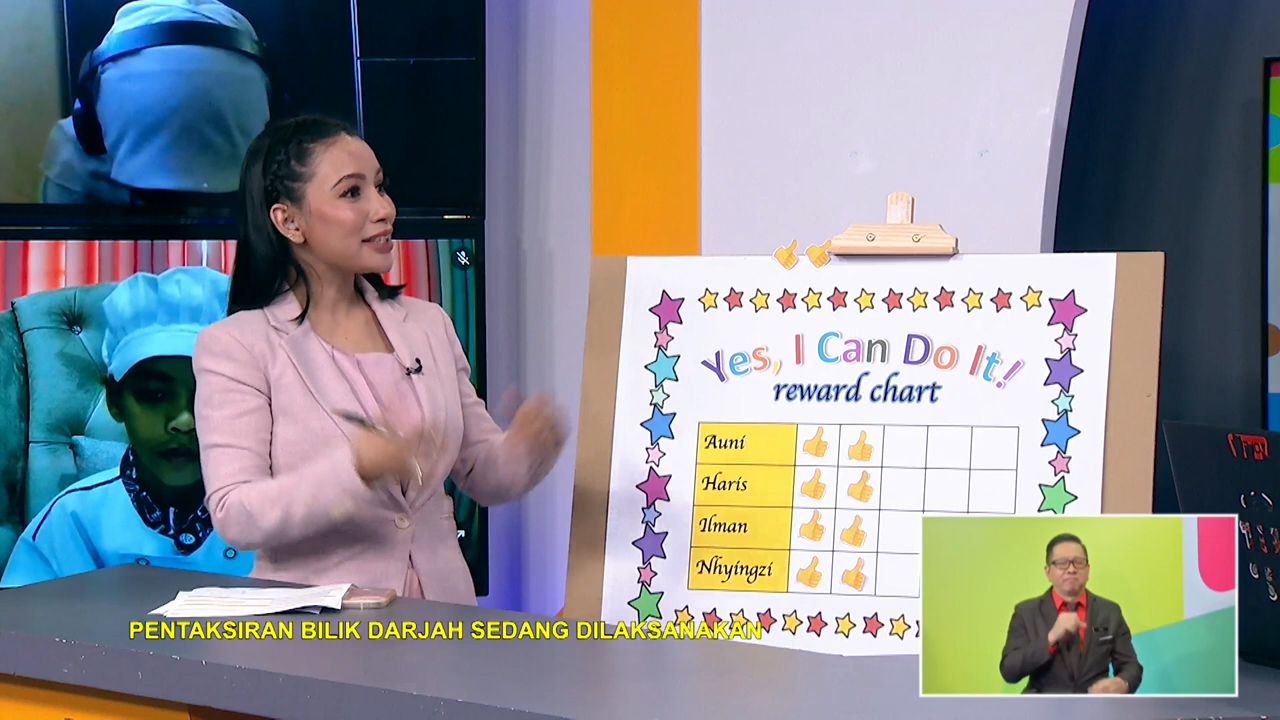 Yes, I Can Do It!
reward chart
Auni
Haris
Ilman
Nhyingzi
PENTAKSIRAN BILIK DARJAH SEDANG DILAKSANAKAN